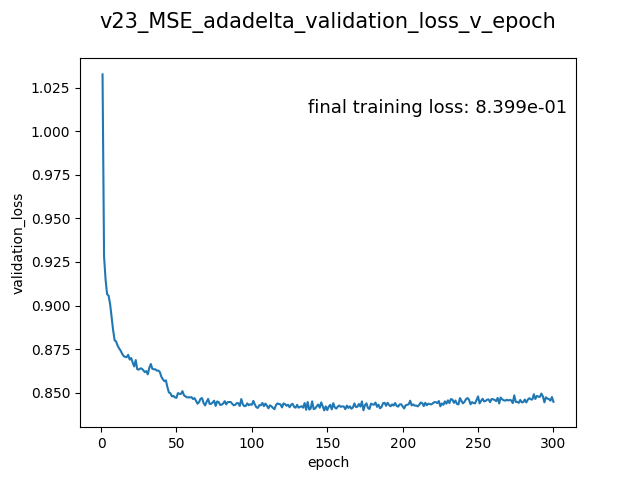 v23_MSE_adadelta_validation_loss_v_epoch
final training loss: 8.399e-01
1.025
1.000
0.975
0.950
0.925
0.900
0.875
0.850
validation_loss
0 50 100 150 200 250 300
epoch